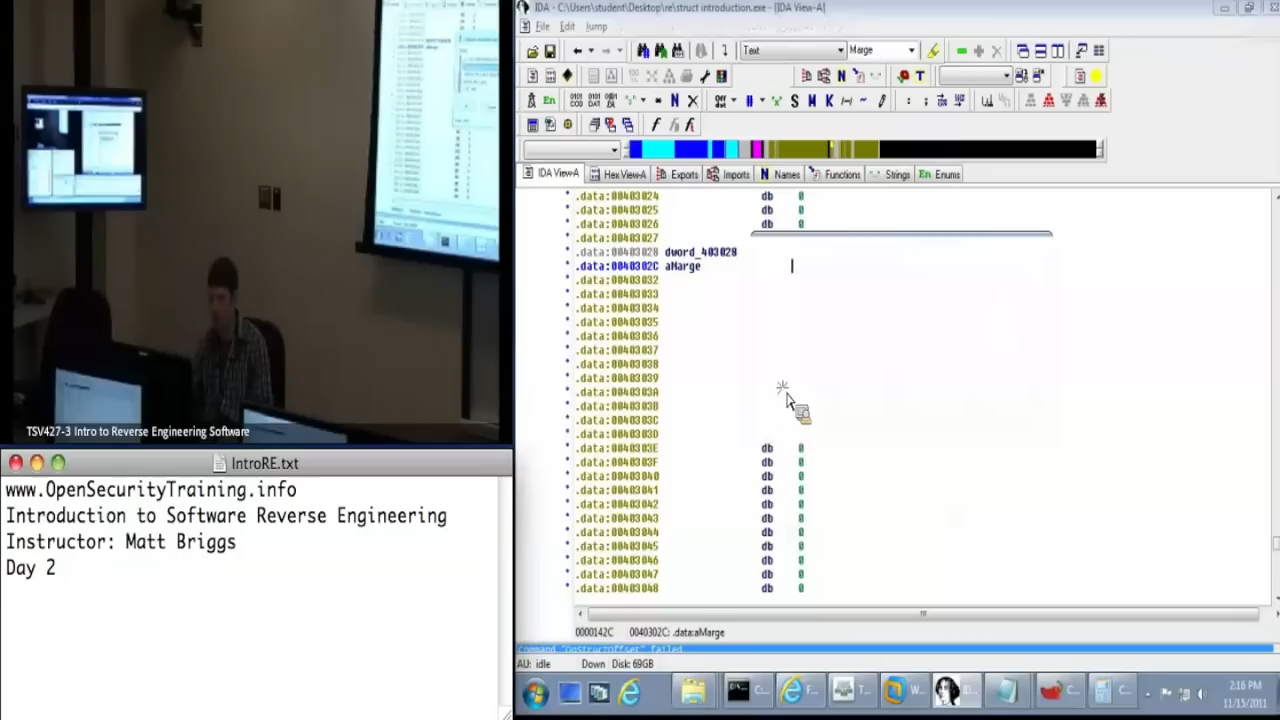 TSV427-3 Intro to Reverse Engineering Software
IntroRE.txt
www.OpenSecurityTraining.info
Introduction to Software Reverse Engineering
Instructor: Matt Briggs
Day 2
IDA - C:\Users\student\Desktop\re\struct introduction.exe - [IDA View-A]
File Edit Jump
Text Marge
En Off S M K
IDA View-A Hex View-A Exports Imports N Names Functions Strings En Enums
.data:00403024 db 0
.data:00403025 db 0
.data:00403026 db 0
.data:00403027
.data:00403028 dword_403028
.data:0040302C aMarge
.data:00403032
.data:00403033
.data:00403034
.data:00403035
.data:00403036
.data:00403037
.data:00403038
.data:00403039
.data:0040303A
.data:0040303B
.data:0040303C
.data:0040303D
.data:0040303E db 0
.data:0040303F db 0
.data:00403040 db 0
.data:00403041 db 0
.data:00403042 db 0
.data:00403043 db 0
.data:00403044 db 0
.data:00403045 db 0
.data:00403046 db 0
.data:00403047 db 0
.data:00403048 db 0
0000142C 0040302C: .data:aMarge
Command "OpStructOffset" failed
AU: idle Down Disk: 69GB
C... F... T... W... ID... C... C...
2:16 PM
11/15/2011